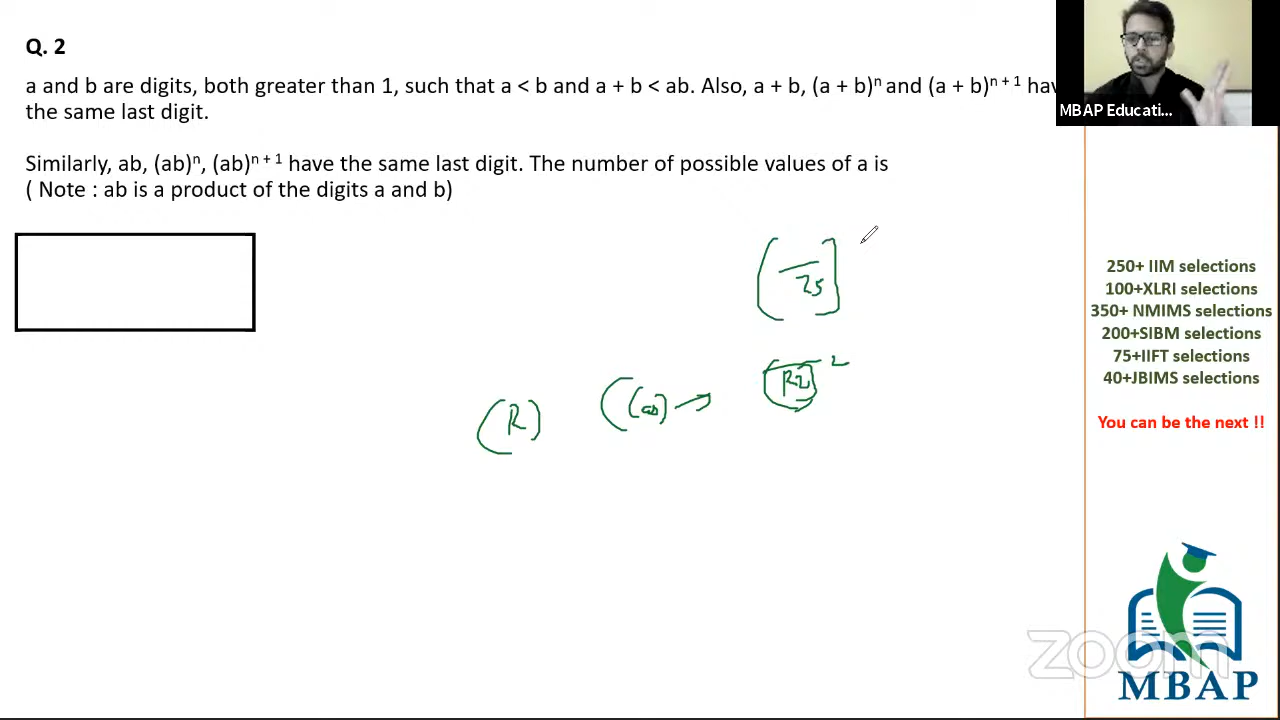 Q. 2
a and b are digits, both greater than 1, such that a < b and a + b < ab. Also, a + b, (a + b)ⁿ and (a + b)ⁿ ⁺ ¹ hav
the same last digit.
Similarly, ab, (ab)ⁿ, (ab)ⁿ ⁺ ¹ have the same last digit. The number of possible values of a is
( Note : ab is a product of the digits a and b)
MBAP Educati...
25
(R)
250+ IIM selections
100+XLRI selections
350+ NMIMS selections
200+SIBM selections
75+IIFT selections
40+JBIMS selections
You can be the next !!
zoom
MBAP